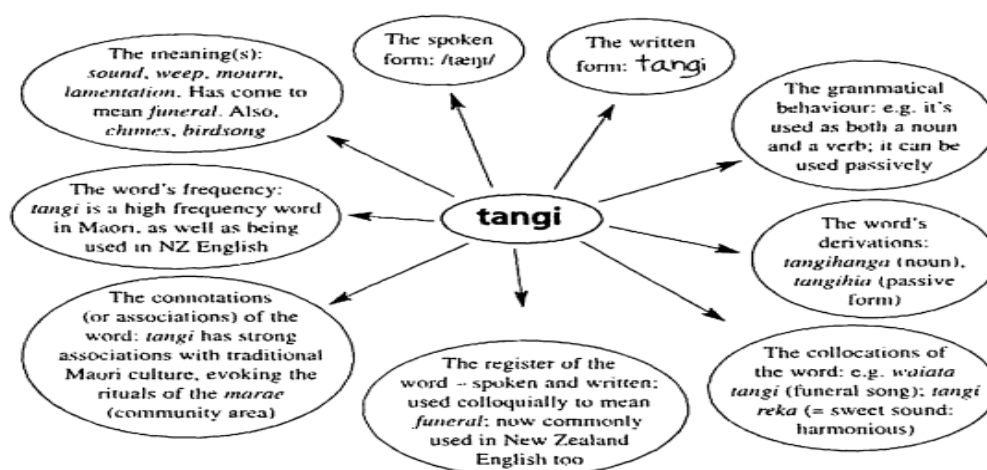 The meaning(s):
sound, weep, mourn,
lamentation. Has come to
mean funeral. Also,
chimes, birdsong
The spoken
form: /tæŋɪ/
The written
form: tangi
The grammatical
behaviour: e.g. it's
used as both a noun
and a verb; it can be
used passively
The word's frequency:
tangi is a high frequency word
in Maori, as well as being
used in NZ English
tangi
The word's
derivations:
tangihanga (noun),
tangihia (passive
form)
The connotations
(or associations) of the
word: tangi has strong
associations with traditional
Maori culture, evoking the
rituals of the marae
(community area)
The register of the
word – spoken and written;
used colloquially to mean
funeral; now commonly
used in New Zealand
English too
The collocations of
the word: e.g. waiata
tangi (funeral song); tangi
reka (= sweet sound:
harmonious)